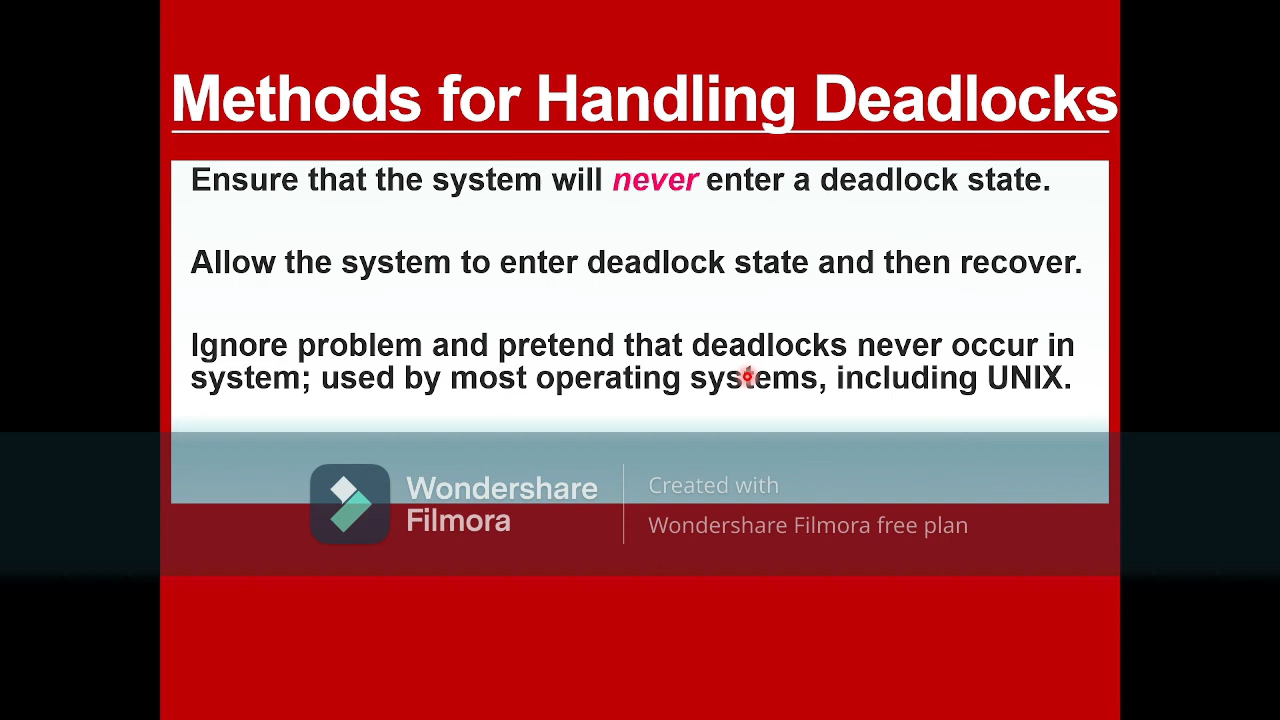 Methods for Handling Deadlocks
Ensure that the system will never enter a deadlock state.
Allow the system to enter deadlock state and then recover.
Ignore problem and pretend that deadlocks never occur in
system; used by most operating systems, including UNIX.
Wondershare
Filmora
Created with
Wondershare Filmora free plan